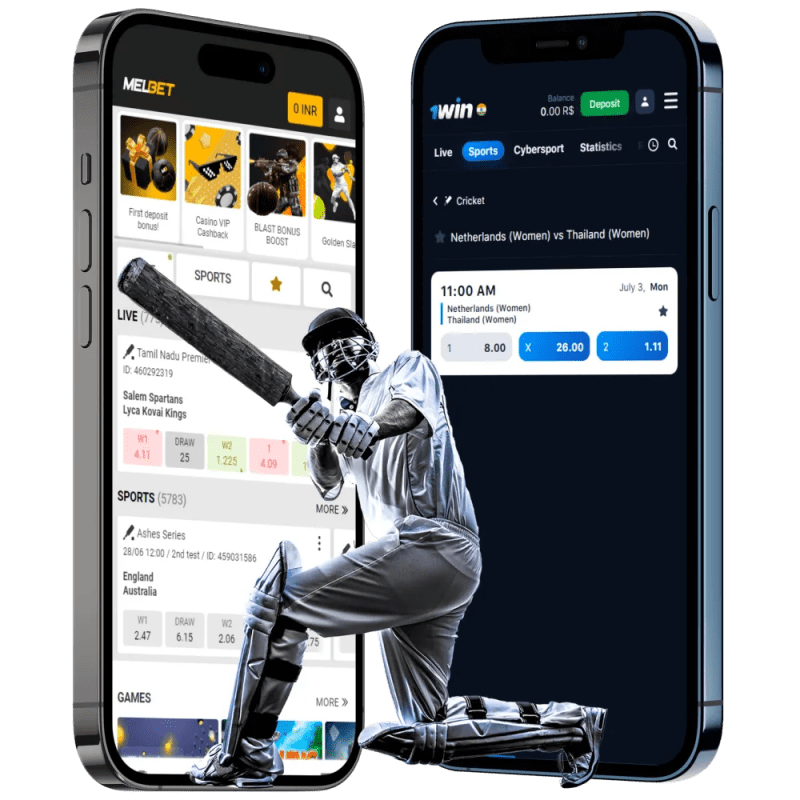 MELBET
0 INR
First deposit
bonus!
Casino VIP
Cashback
BLAST BONUS
BOOST
Golden
SPORTS
LIVE
Tamil Nadu
ID: 460292319
Salem Spartans
Lyca Kovai Kings
W1
4.11
DRAW
25
W2
1.225
1
4.09
SPORTS (5783)
MORE »
Ashes Series
28/06 12:00 / 2nd test / ID: 459031586
England
Australia
W1
2.47
DRAW
6.15
W2
2.06
.75
GAMES
MORE »
1win
Balance
0.00 R$
Deposit
Live
Sports
Cybersport
Statistics
Cricket
Netherlands (Women) vs Thailand (Women)
11:00 AM
July 3, Mon
Netherlands (Women)
Thailand (Women)
1 8.00
X 26.00
2 1.11